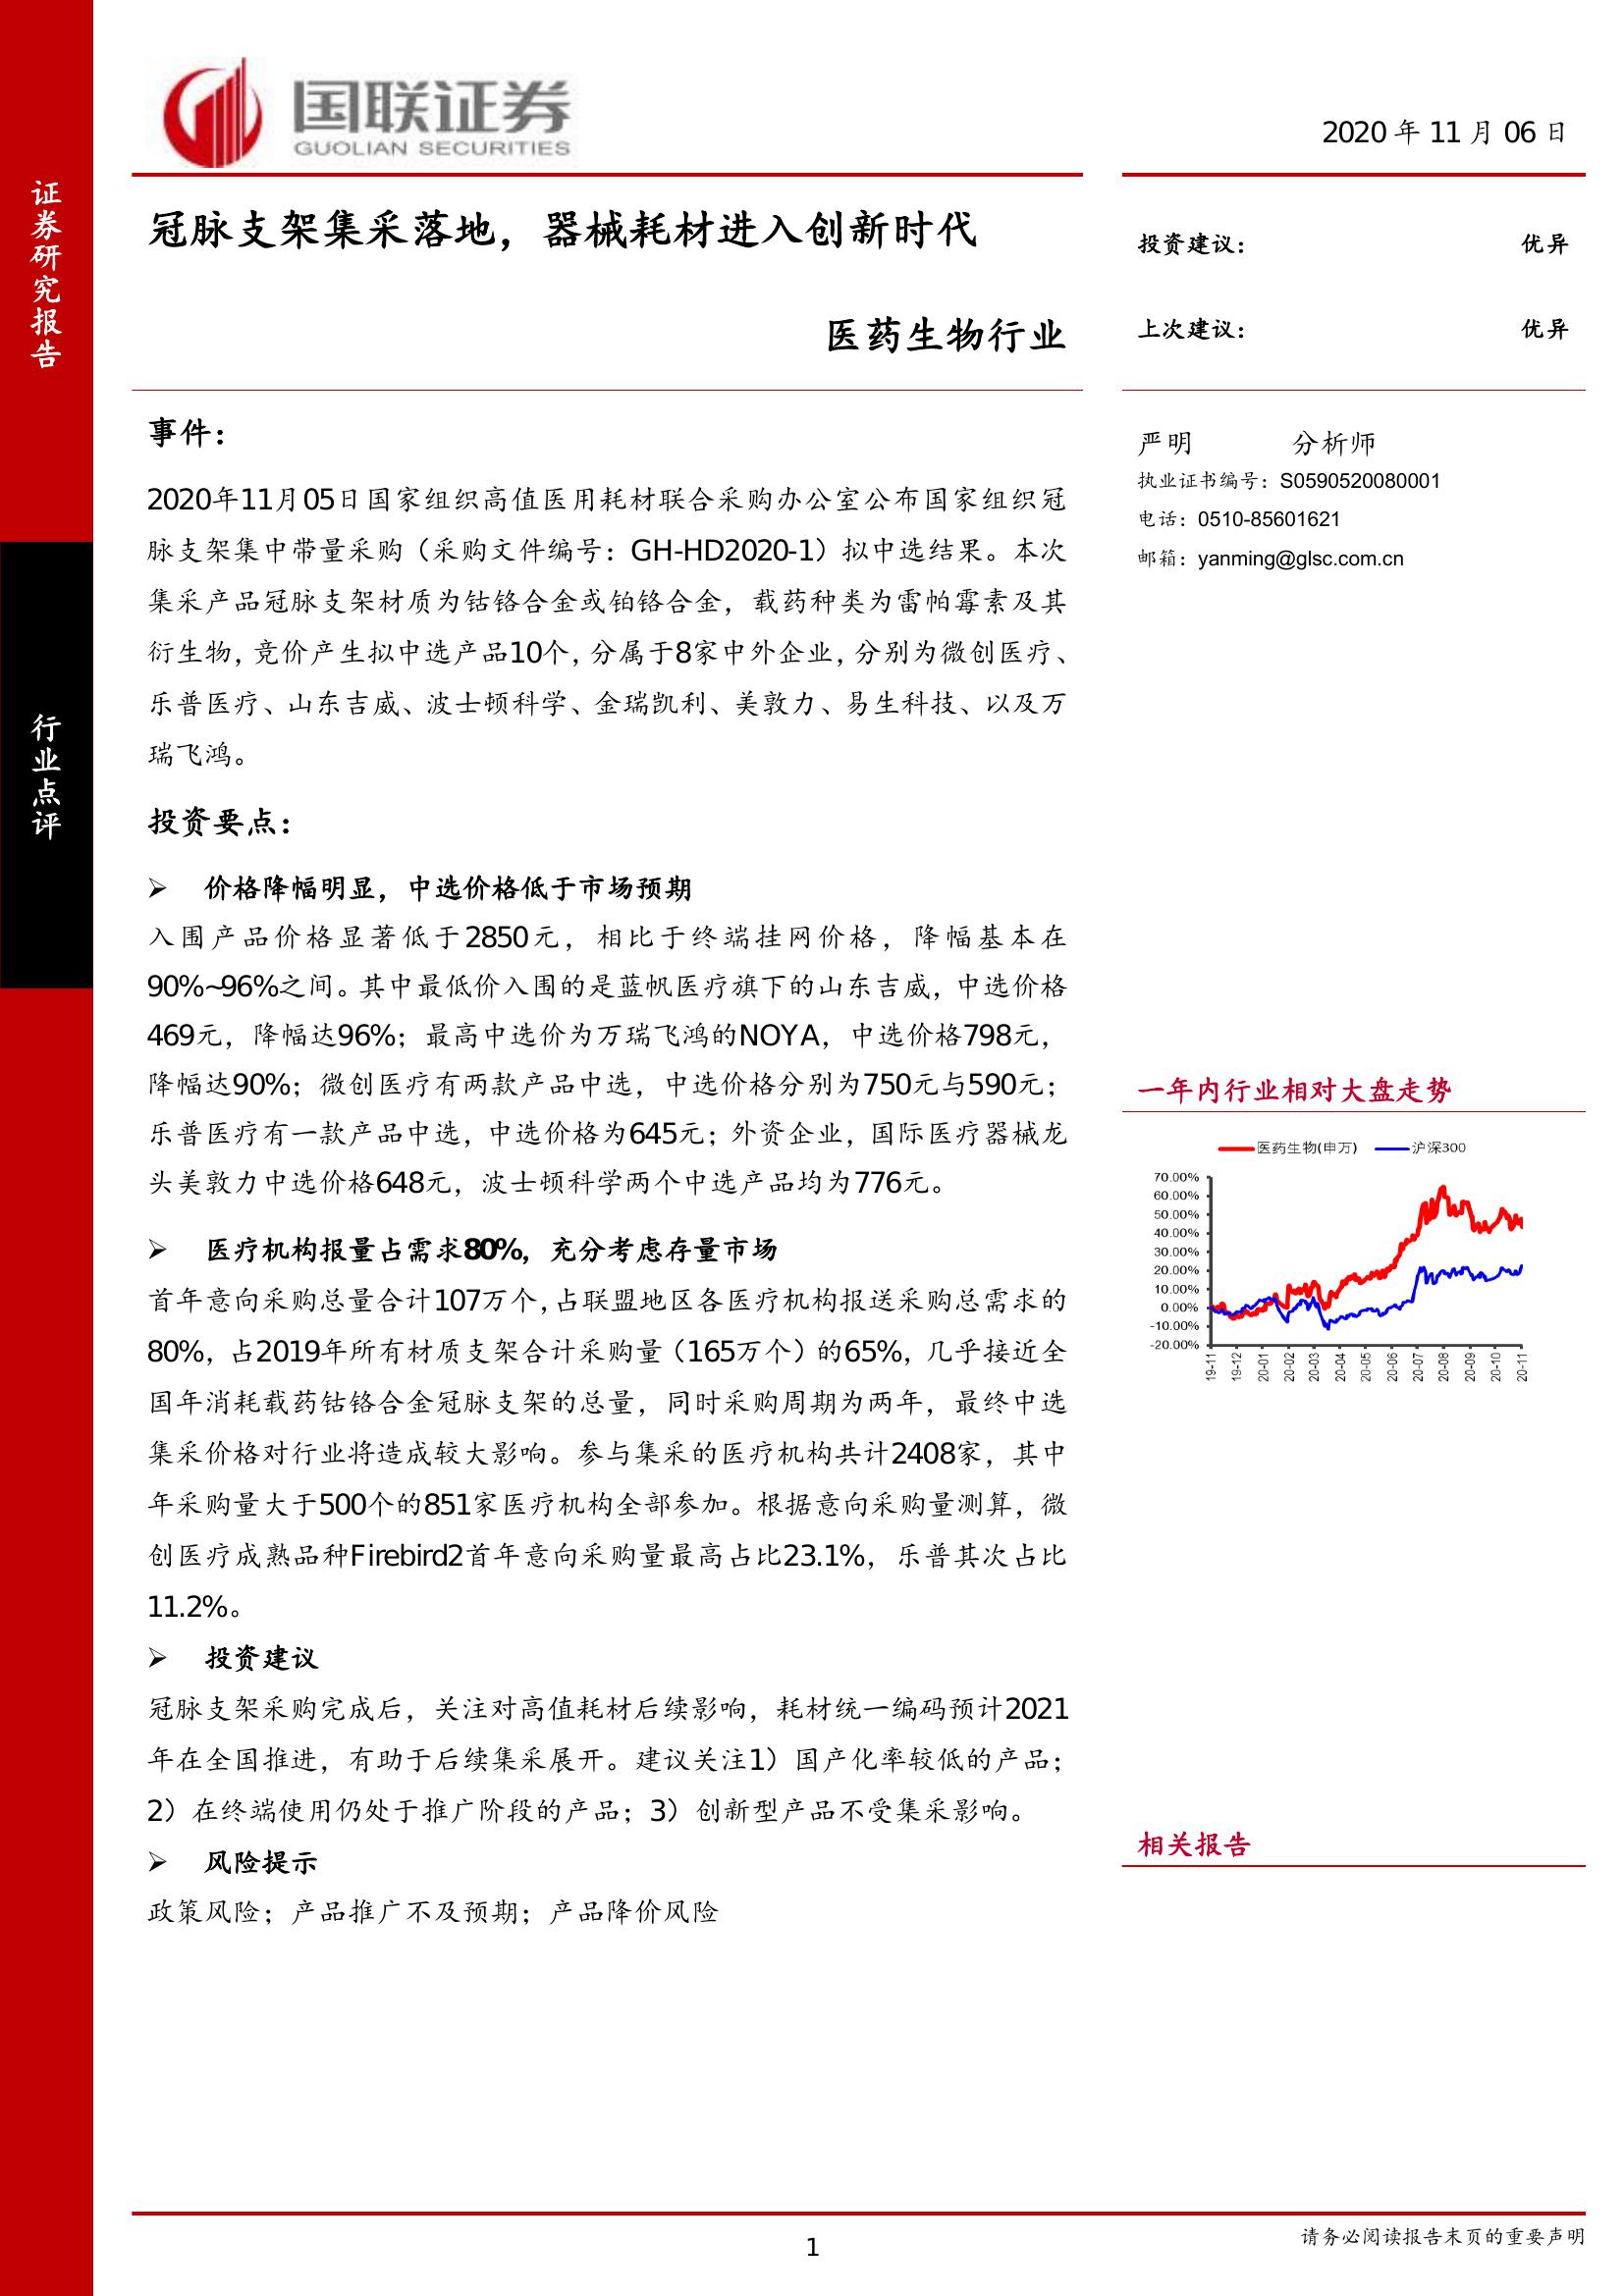 国联证券
GUOLIAN SECURITIES
2020 年 11 月 06 日
证券研究报告
行业点评
冠脉支架集采落地，器械耗材进入创新时代
医药生物行业
投资建议： 优异
上次建议： 优异
严明 分析师
执业证书编号：S0590520080001
电话：0510-85601621
邮箱：yanming@glsc.com.cn
事件：
2020年11月05日国家组织高值医用耗材联合采购办公室公布国家组织冠
脉支架集中带量采购（采购文件编号：GH-HD2020-1）拟中选结果。本次
集采产品冠脉支架材质为钴铬合金或铂铬合金，载药种类为雷帕霉素及其
衍生物，竞价产生拟中选产品10个，分属于8家中外企业，分别为微创医疗、
乐普医疗、山东吉威、波士顿科学、金瑞凯利、美敦力、易生科技、以及万
瑞飞鸿。
投资要点：
➢ 价格降幅明显，中选价格低于市场预期
入围产品价格显著低于2850元，相比于终端挂网价格，降幅基本在
90%~96%之间。其中最低价入围的是蓝帆医疗旗下的山东吉威，中选价格
469元，降幅达96%；最高中选价为万瑞飞鸿的NOYA，中选价格798元，
降幅达90%；微创医疗有两款产品中选，中选价格分别为750元与590元；
乐普医疗有一款产品中选，中选价格为645元；外资企业，国际医疗器械龙
头美敦力中选价格648元，波士顿科学两个中选产品均为776元。
➢ 医疗机构报量占需求80%，充分考虑存量市场
首年意向采购总量合计107万个，占联盟地区各医疗机构报送采购总需求的
80%，占2019年所有材质支架合计采购量（165万个）的65%，几乎接近全
国年消耗载药钴铬合金冠脉支架的总量，同时采购周期为两年，最终中选
集采价格对行业将造成较大影响。参与集采的医疗机构共计2408家，其中
年采购量大于500个的851家医疗机构全部参加。根据意向采购量测算，微
创医疗成熟品种Firebird2首年意向采购量最高占比23.1%，乐普其次占比
11.2%。
➢ 投资建议
冠脉支架采购完成后，关注对高值耗材后续影响，耗材统一编码预计2021
年在全国推进，有助于后续集采展开。建议关注1）国产化率较低的产品；
2）在终端使用仍处于推广阶段的产品；3）创新型产品不受集采影响。
➢ 风险提示
政策风险；产品推广不及预期；产品降价风险
一年内行业相对大盘走势
医药生物(申万) 沪深300
70.00%
60.00%
50.00%
40.00%
30.00%
20.00%
10.00%
0.00%
-10.00%
-20.00%
19-11 19-12 20-01 20-02 20-03 20-04 20-05 20-06 20-07 20-08 20-09 20-10 20-11
相关报告
1
请务必阅读报告末页的重要声明